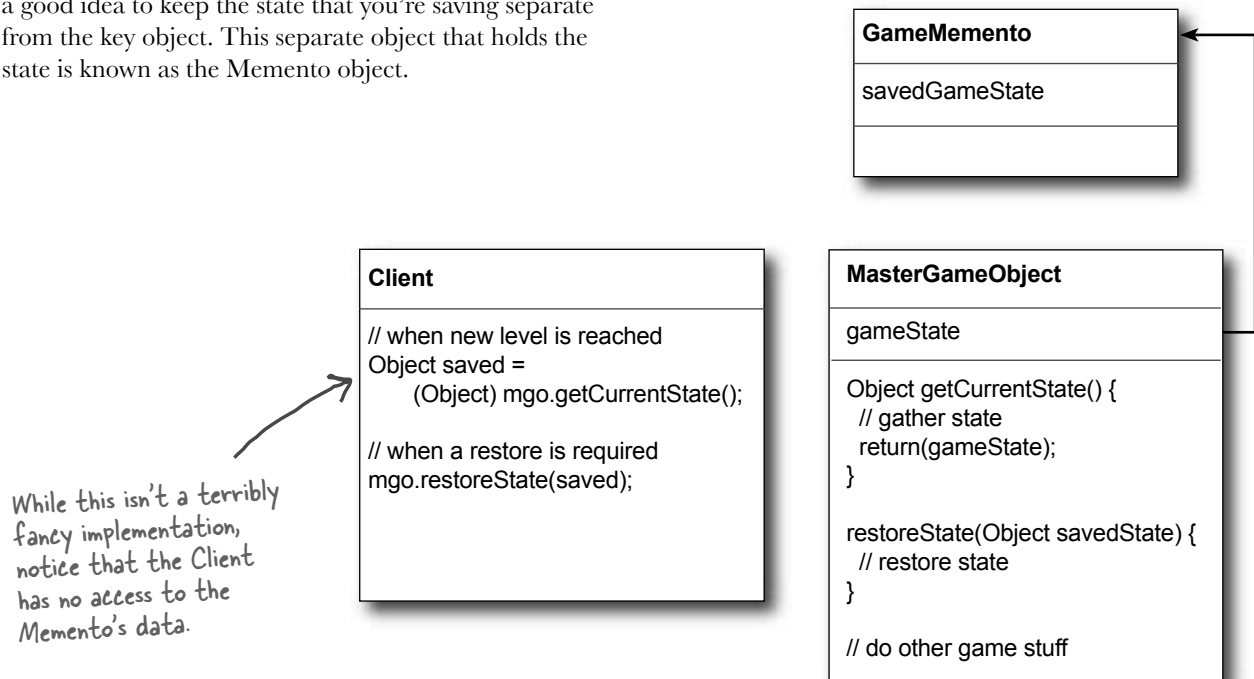 a good idea to keep the state that you're saving separate
from the key object. This separate object that holds the
state is known as the Memento object.
GameMemento
savedGameState
Client
// when new level is reached
Object saved =
(Object) mgo.getCurrentState();
// when a restore is required
mgo.restoreState(saved);
While this isn't a terribly
fancy implementation,
notice that the Client
has no access to the
Memento's data.
MasterGameObject
gameState
Object getCurrentState() {
// gather state
return(gameState);
}
restoreState(Object savedState) {
// restore state
}
// do other game stuff